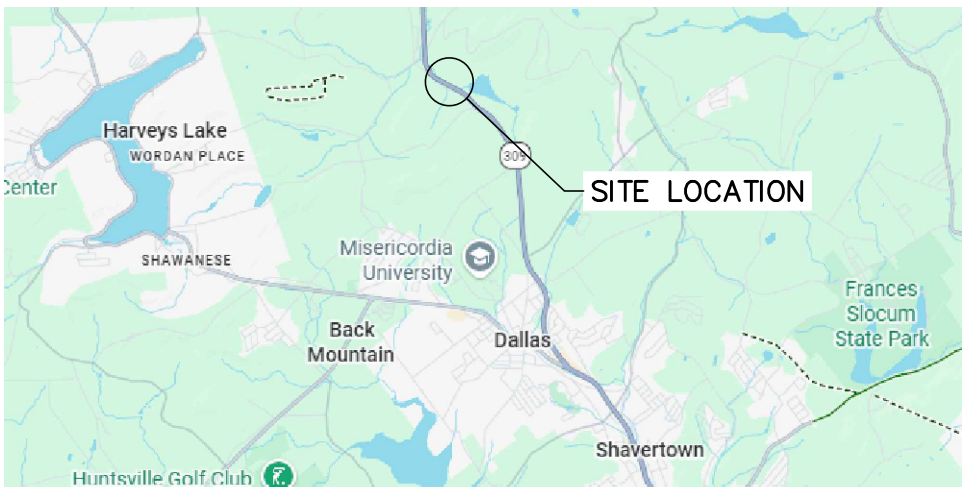 Harveys Lake
WORDAN PLACE
309
Center
SITE LOCATION
SHAWANESE
Misericordia
University
Frances
Slocum
State Park
Back
Mountain
Dallas
Shavertown
Huntsville Golf Club